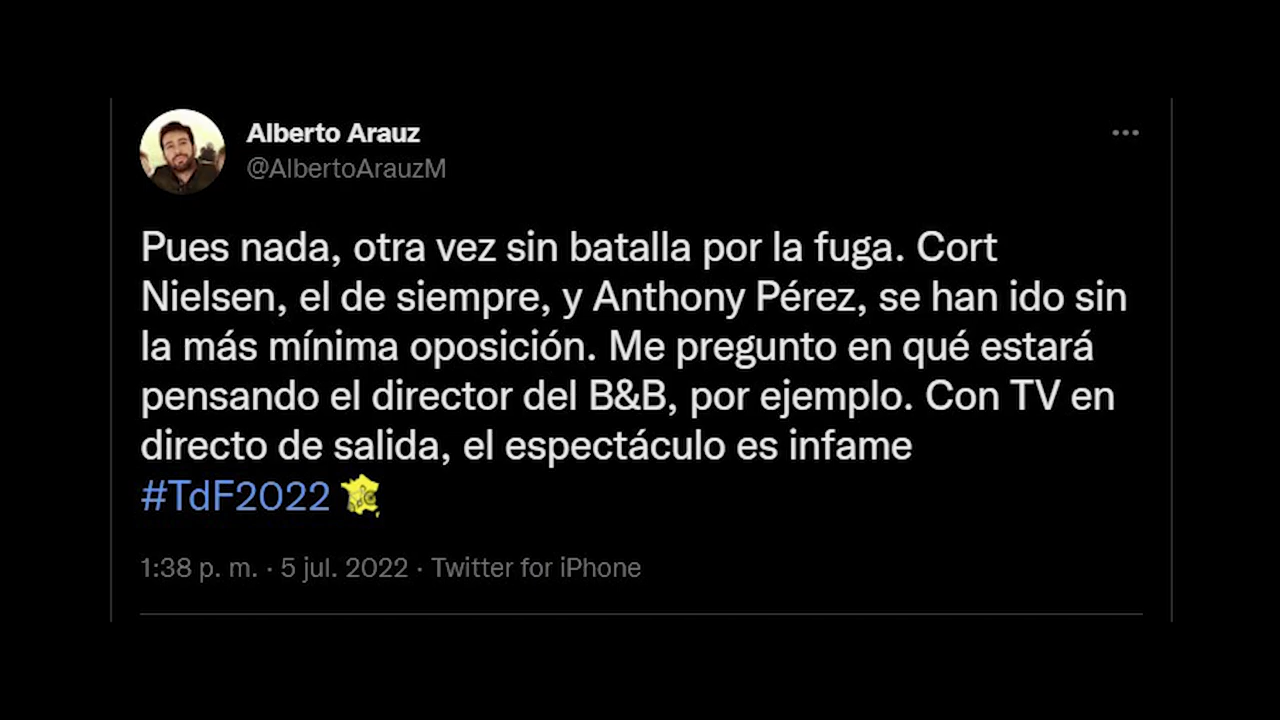 Alberto Arauz
@AlbertoArauzM
Pues nada, otra vez sin batalla por la fuga. Cort
Nielsen, el de siempre, y Anthony Pérez, se han ido sin
la más mínima oposición. Me pregunto en qué estará
pensando el director del B&B, por ejemplo. Con TV en
directo de salida, el espectáculo es infame
#TdF2022
1:38 p. m. · 5 jul. 2022 · Twitter for iPhone